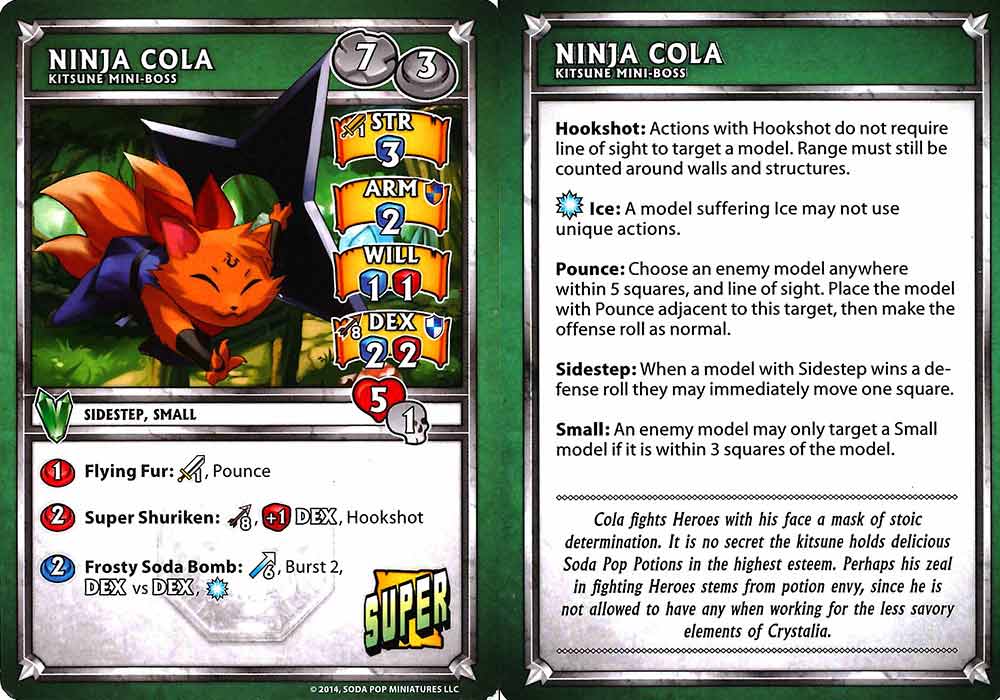 NINJA COLA
KITSUNE MINI-BOSS
7
3
1 STR
3
ARM
2
WILL
1 1
8 DEX
2 2
5
1
SIDESTEP, SMALL
1 Flying Fur: 1, Pounce
2 Super Shuriken: 8, +1 DEX, Hookshot
2 Frosty Soda Bomb: 6, Burst 2,
DEX vs DEX,
SUPER
© 2014, SODA POP MINIATURES LLC
NINJA COLA
KITSUNE MINI-BOSS
Hookshot: Actions with Hookshot do not require
line of sight to target a model. Range must still be
counted around walls and structures.
Ice: A model suffering Ice may not use
unique actions.
Pounce: Choose an enemy model anywhere
within 5 squares, and line of sight. Place the model
with Pounce adjacent to this target, then make the
offense roll as normal.
Sidestep: When a model with Sidestep wins a de-
fense roll they may immediately move one square.
Small: An enemy model may only target a Small
model if it is within 3 squares of the model.
Cola fights Heroes with his face a mask of stoic
determination. It is no secret the kitsune holds delicious
Soda Pop Potions in the highest esteem. Perhaps his zeal
in fighting Heroes stems from potion envy, since he is
not allowed to have any when working for the less savory
elements of Crystalia.